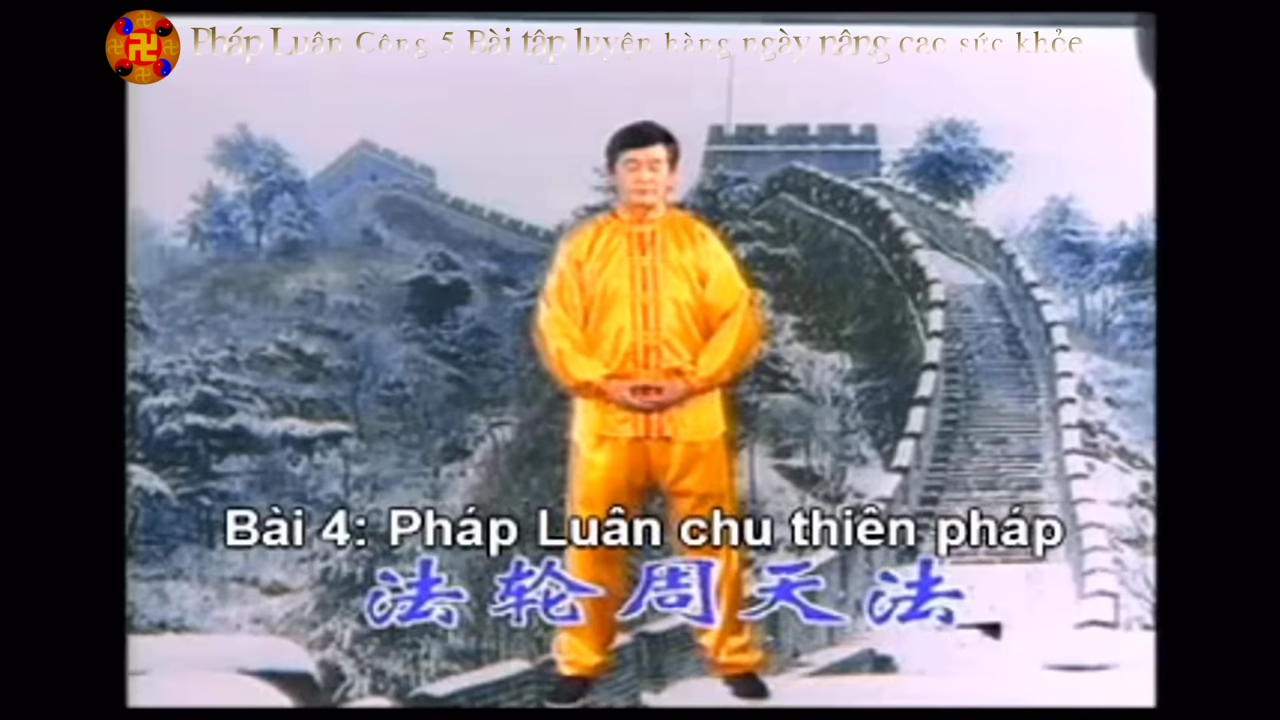 Pháp Luân Công 5 Bài tập luyện hàng ngày nâng cao sức khỏe
Bài 4: Pháp Luân chu thiên pháp
法轮周天法